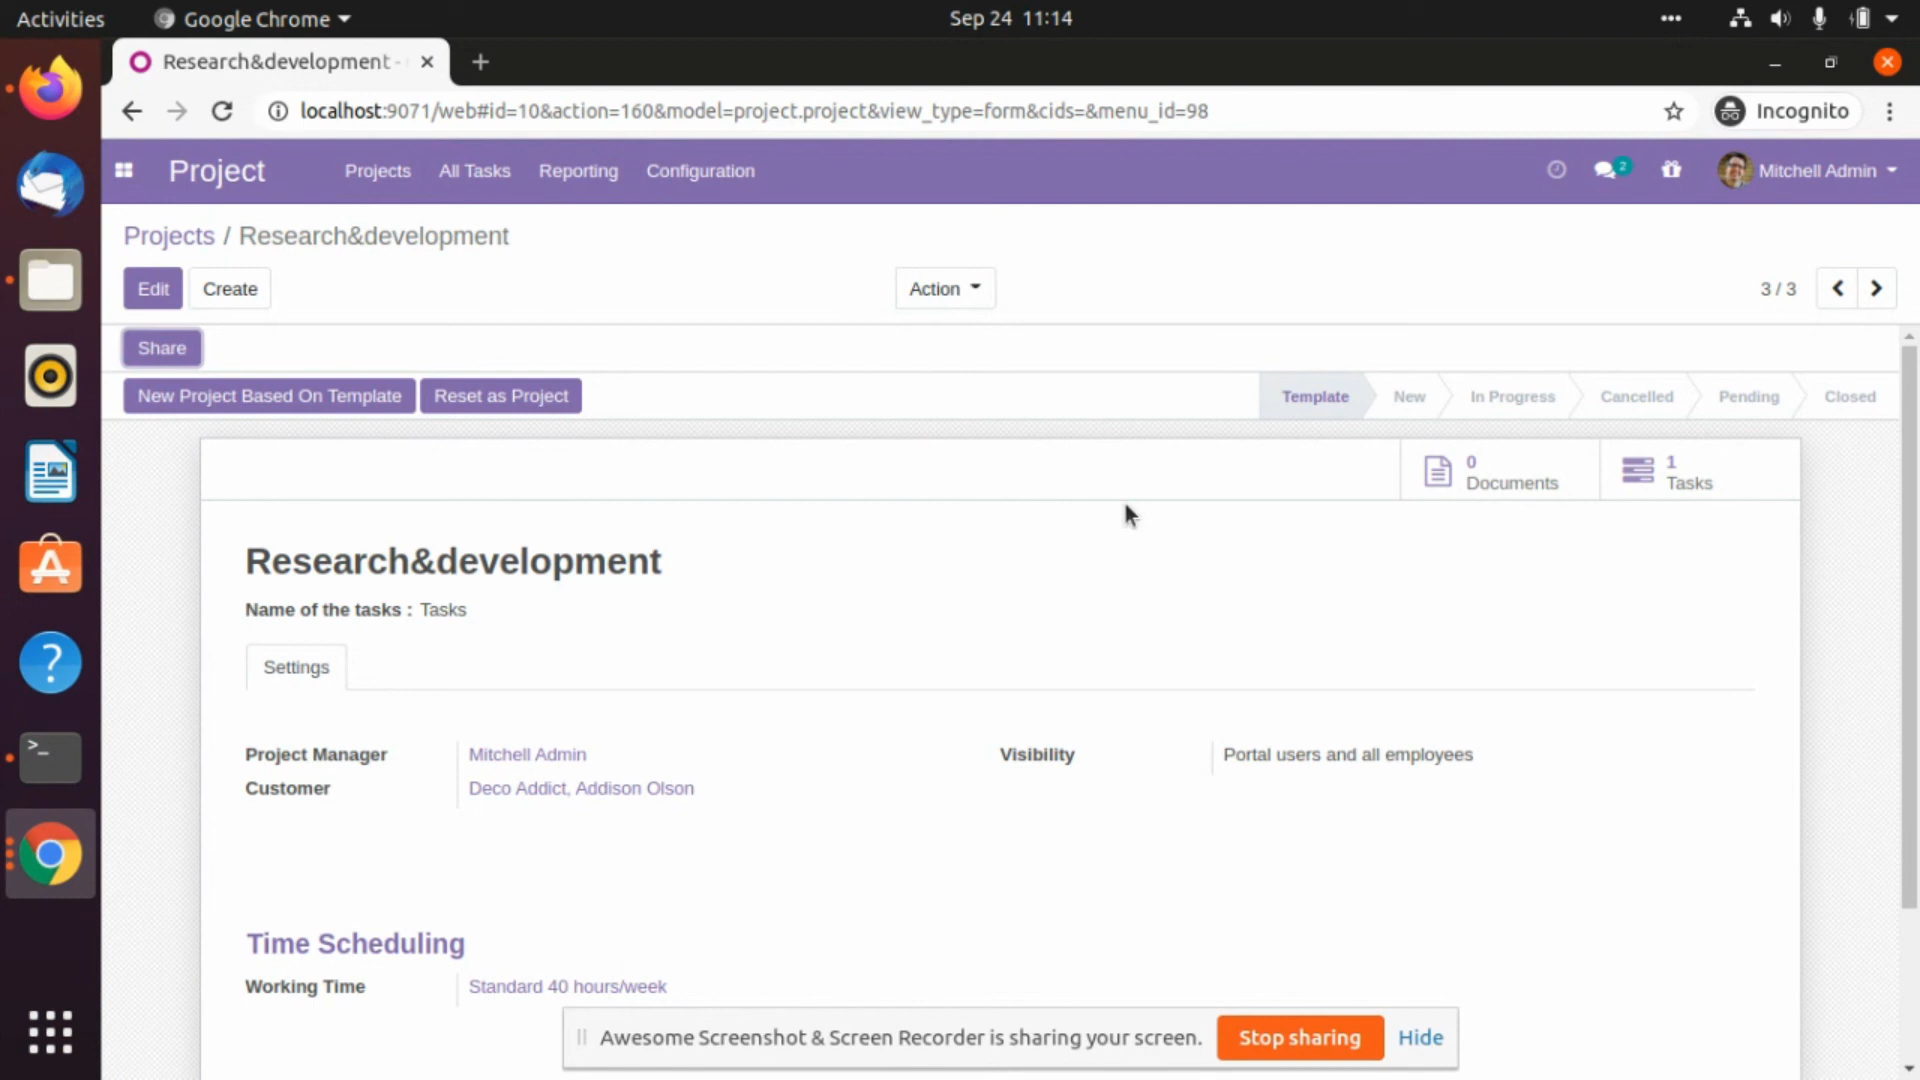 Activities Google Chrome Sep 24 11:14
Research&development -
localhost:9071/web#id=10&action=160&model=project.project&view_type=form&cids=&menu_id=98 Incognito
Project Projects All Tasks Reporting Configuration 2 Mitchell Admin
Projects / Research&development
Edit Create Action 3 / 3
Share
New Project Based On Template Reset as Project Template New In Progress Cancelled Pending Closed
0 Documents 1 Tasks
Research&development
Name of the tasks : Tasks
Settings
Project Manager Mitchell Admin Visibility Portal users and all employees
Customer Deco Addict, Addison Olson
Time Scheduling
Working Time Standard 40 hours/week
Awesome Screenshot & Screen Recorder is sharing your screen. Stop sharing Hide